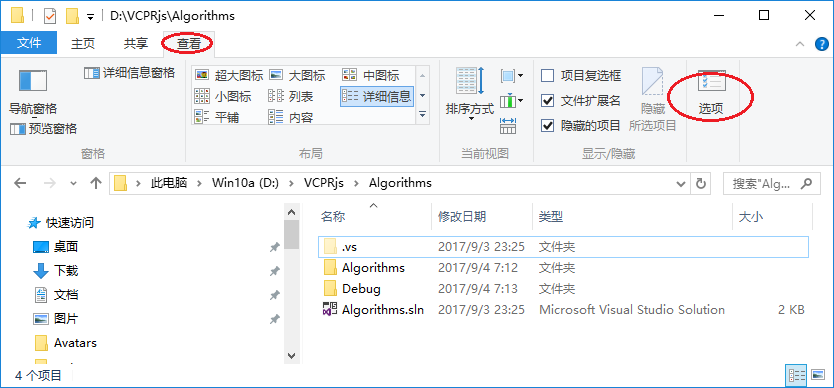 D:\VCPRjs\Algorithms
文件 主页 共享 查看
导航窗格
预览窗格
详细信息窗格
窗格
超大图标 大图标 中图标
小图标 列表 详细信息
平铺 内容
布局
排序方式
当前视图
项目复选框
文件扩展名
隐藏的项目
隐藏
所选项目
显示/隐藏
选项
此电脑 > Win10a (D:) > VCPRjs > Algorithms
搜索"Alg...
快速访问
桌面
下载
文档
图片
Avatars
名称 修改日期 类型 大小
.vs 2017/9/3 23:25 文件夹
Algorithms 2017/9/4 7:12 文件夹
Debug 2017/9/4 7:13 文件夹
Algorithms.sln 2017/9/3 23:25 Microsoft Visual Studio Solution 2 KB
4 个项目